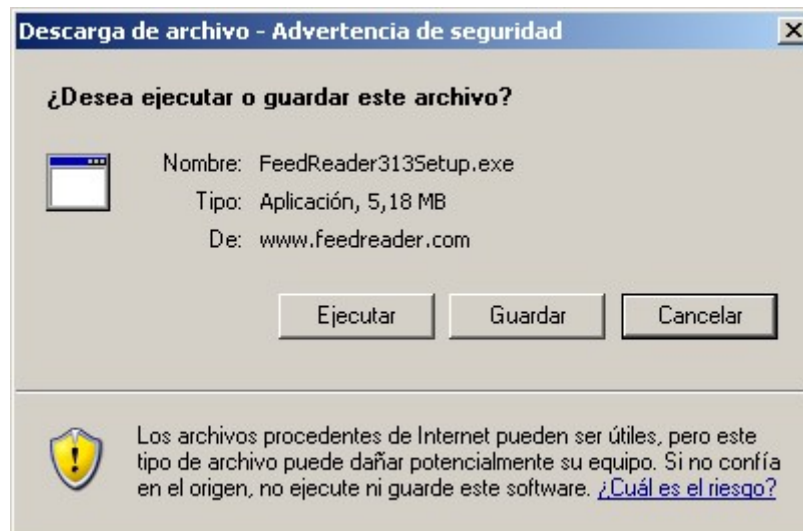 Descarga de archivo - Advertencia de seguridad
¿Desea ejecutar o guardar este archivo?
Nombre: FeedReader313Setup.exe
Tipo: Aplicación, 5,18 MB
De: www.feedreader.com
Ejecutar Guardar Cancelar
Los archivos procedentes de Internet pueden ser útiles, pero este
tipo de archivo puede dañar potencialmente su equipo. Si no confía
en el origen, no ejecute ni guarde este software. ¿Cuál es el riesgo?